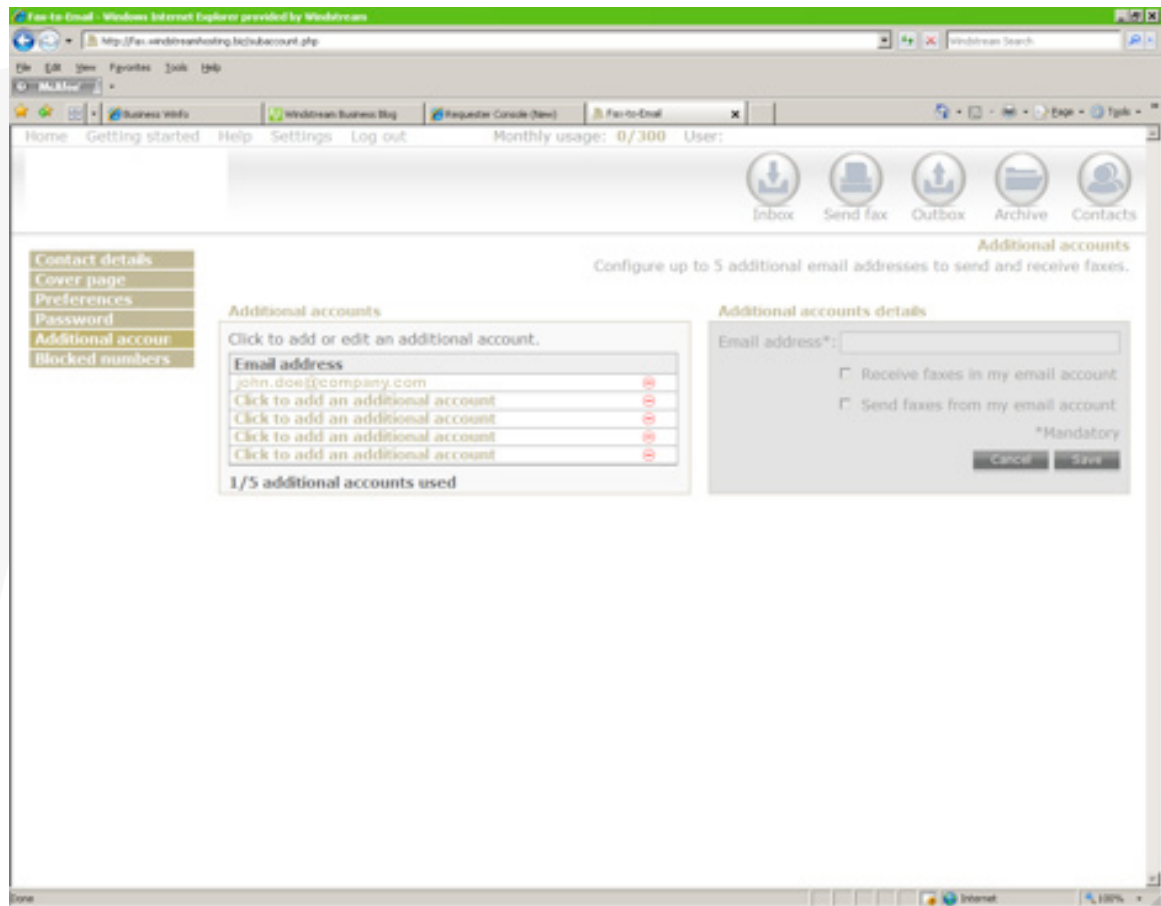 Fax-to-Email - Windows Internet Explorer provided by Windstream
http://fax.windstreamhosting.biz/subaccount.php
Windstream Search
File Edit View Favorites Tools Help
McAfee
Business WInfo
Windstream Business Blog
Requester Console (New)
Fax-to-Email
Page
Tools
Home Getting started Help Settings Log out Monthly usage: 0/300 User:
Inbox Send fax Outbox Archive Contacts
Additional accounts
Configure up to 5 additional email addresses to send and receive faxes.
Contact details
Cover page
Preferences
Password
Additional accoun
Blocked numbers
Additional accounts
Click to add or edit an additional account.
Email address
john.doe@company.com
Click to add an additional account
Click to add an additional account
Click to add an additional account
Click to add an additional account
1/5 additional accounts used
Additional accounts details
Email address*:
Receive faxes in my email account
Send faxes from my email account
*Mandatory
Cancel Save
Done
Internet
100%